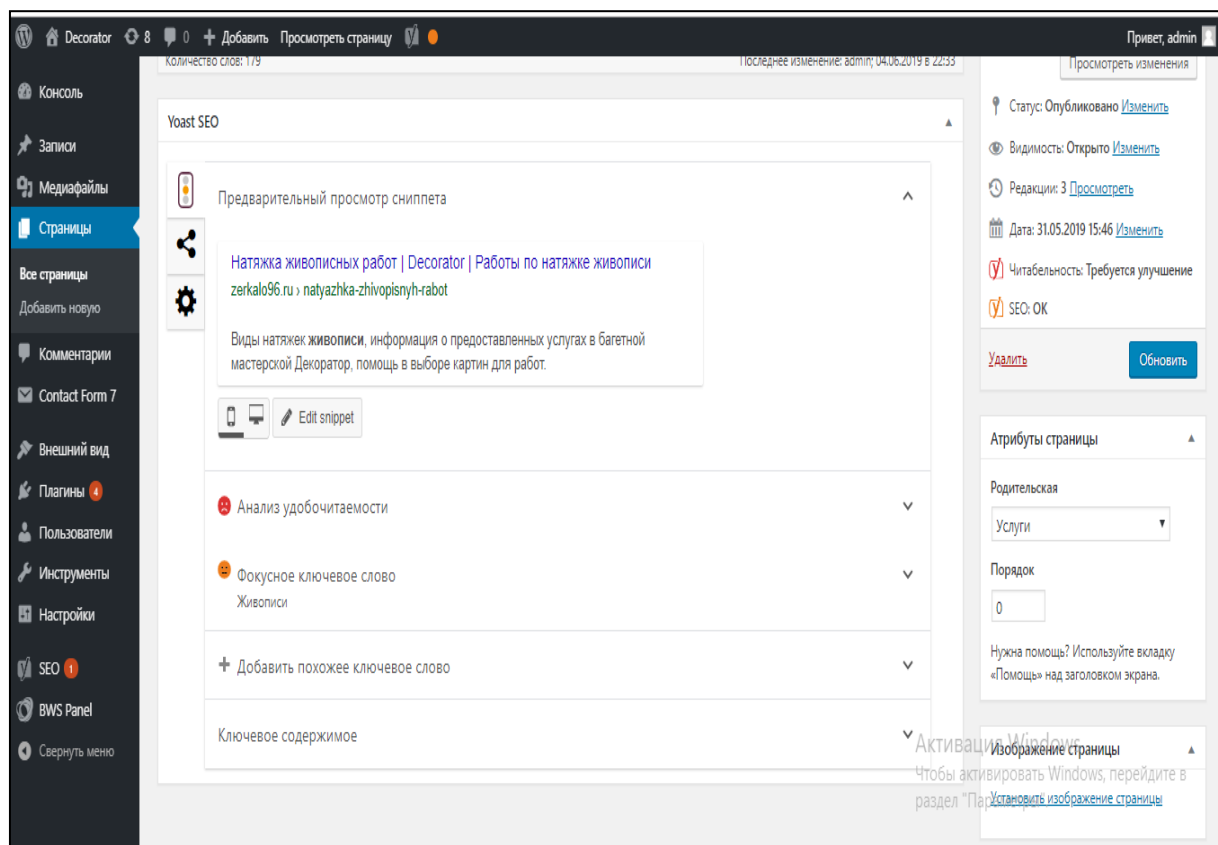 Decorator 8 0 + Добавить Просмотреть страницу
Привет, admin
Консоль
Записи
Медиафайлы
Страницы
Все страницы
Добавить новую
Комментарии
Contact Form 7
Внешний вид
Плагины 4
Пользователи
Инструменты
Настройки
SEO 1
BWS Panel
Свернуть меню
Количество слов: 179
Последнее изменение: admin; 04.06.2019 в 22:33
Yoast SEO
Предварительный просмотр сниппета
Натяжка живописных работ | Decorator | Работы по натяжке живописи
zerkalo96.ru › natyazhka-zhivopisnyh-rabot
Виды натяжек живописи, информация о предоставленных услугах в багетной
мастерской Декоратор, помощь в выборе картин для работ.
Edit snippet
Анализ удобочитаемости
Фокусное ключевое слово
Живописи
+ Добавить похожее ключевое слово
Ключевое содержимое
Просмотреть изменения
Статус: Опубликовано Изменить
Видимость: Открыто Изменить
Редакции: 3 Просмотреть
Дата: 31.05.2019 15:46 Изменить
Читабельность: Требуется улучшение
SEO: OK
Удалить
Обновить
Атрибуты страницы
Родительская
Услуги
Порядок
0
Нужна помощь? Используйте вкладку
«Помощь» над заголовком экрана.
Изображение страницы
Установить изображение страницы
Активация Windows
Чтобы активировать Windows, перейдите в
раздел "Параметры".